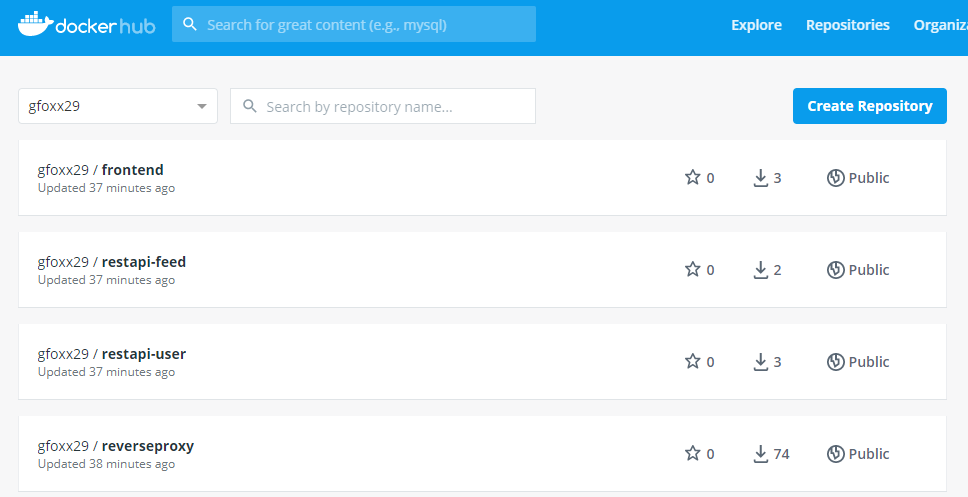 dockerhub
Search for great content (e.g., mysql)
Explore
Repositories
Organiza
gfoxx29
Search by repository name...
Create Repository
gfoxx29 / frontend
Updated 37 minutes ago
0
3
Public
gfoxx29 / restapi-feed
Updated 37 minutes ago
0
2
Public
gfoxx29 / restapi-user
Updated 37 minutes ago
0
3
Public
gfoxx29 / reverseproxy
Updated 38 minutes ago
0
74
Public